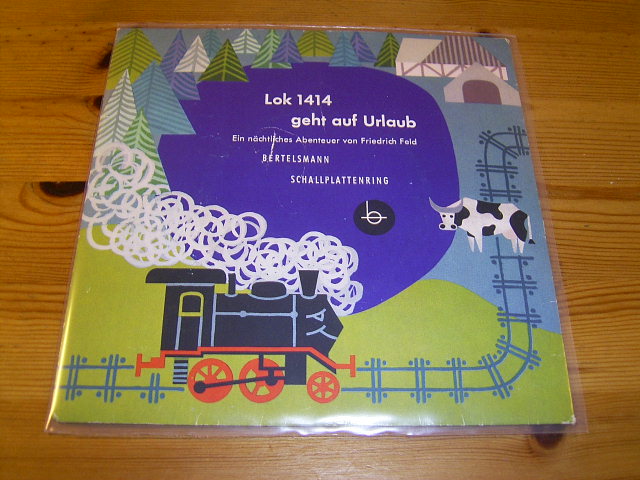 Lok 1414
geht auf Urlaub
Ein nächtliches Abenteuer von Friedrich Feld
BERTELSMANN
SCHALLPLATTENRING